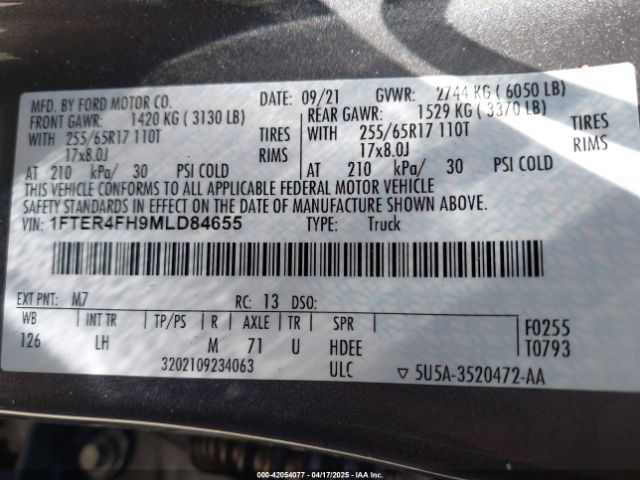 MFD. BY FORD MOTOR CO. DATE: 09/21 GVWR: 2744 KG ( 6050 LB)
FRONT GAWR: 1420 KG ( 3130 LB) REAR GAWR: 1529 KG ( 3370 LB)
WITH 255/65R17 110T TIRES WITH 255/65R17 110T TIRES
17x8.0J RIMS 17x8.0J RIMS
AT 210 kPa/ 30 PSI COLD AT 210 kPa/ 30 PSI COLD
THIS VEHICLE CONFORMS TO ALL APPLICABLE FEDERAL MOTOR VEHICLE
SAFETY STANDARDS IN EFFECT ON THE DATE OF MANUFACTURE SHOWN ABOVE.
VIN: 1FTER4FH9MLD84655 TYPE: Truck
EXT PNT: M7 RC: 13 DSO:
WB INT TR TP/PS R AXLE TR SPR F0255
126 LH M 71 U HDEE T0793
3202109234063 ULC ▽ 5U5A-3520472-AA
000-42054077 - 04/17/2025 - IAAI.COM